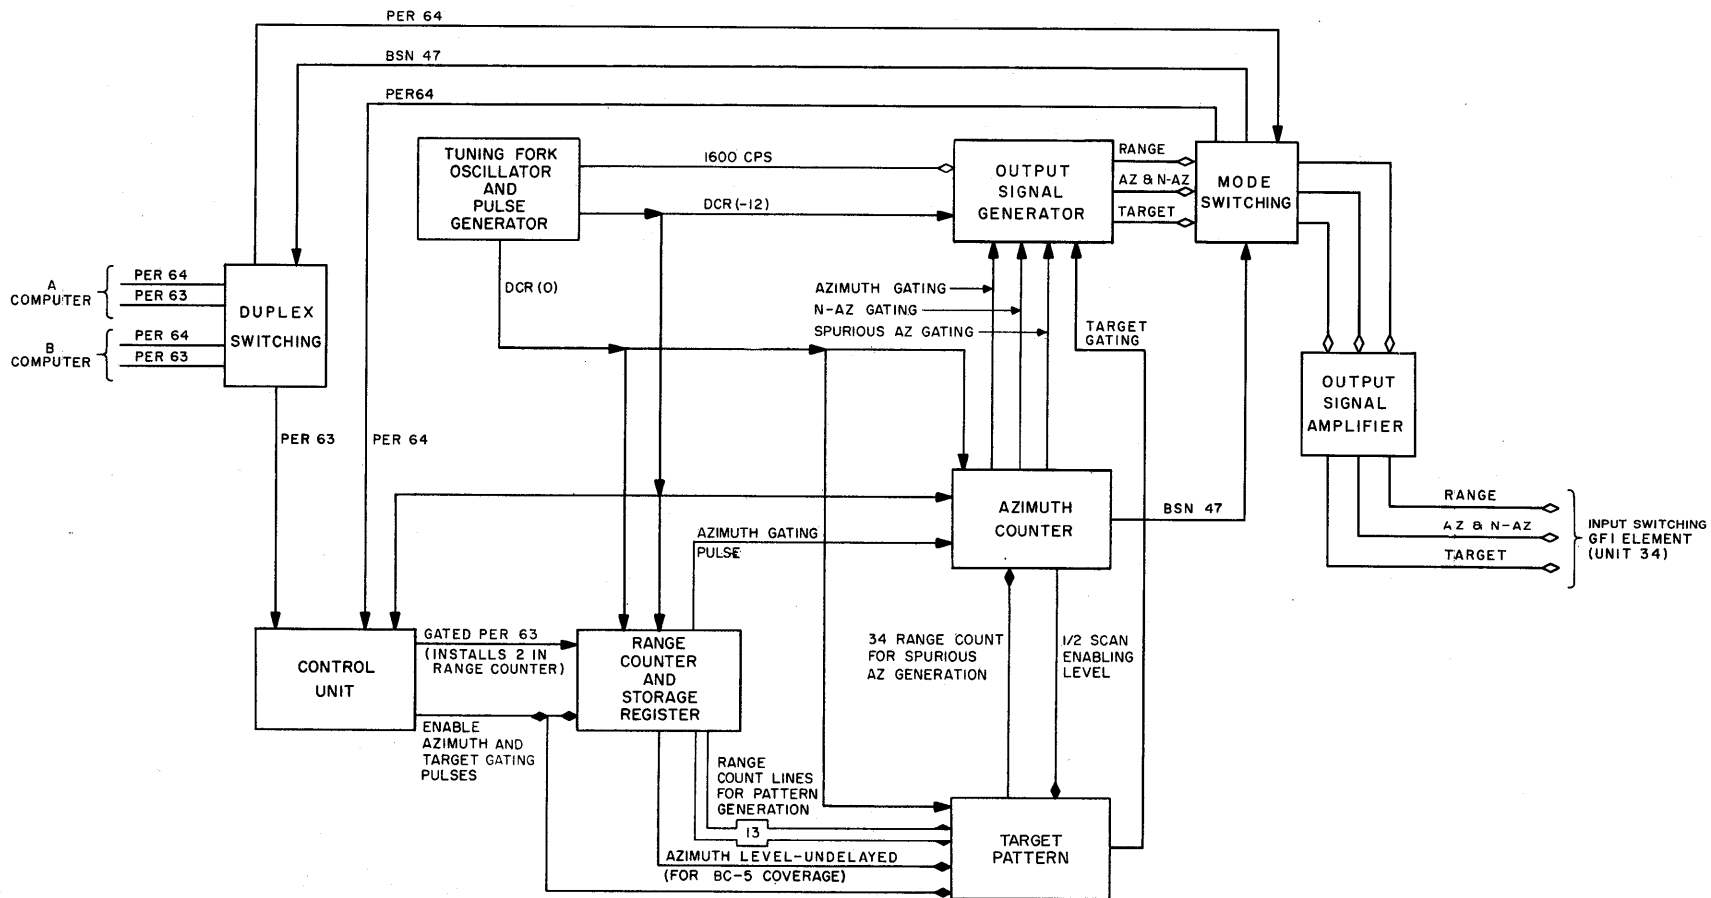 PER 64
BSN 47
PER64
TUNING FORK
OSCILLATOR
AND
PULSE
GENERATOR
1600 CPS
DCR (-12)
DCR (0)
OUTPUT
SIGNAL
GENERATOR
RANGE
AZ & N-AZ
TARGET
MODE
SWITCHING
A
COMPUTER
PER 64
PER 63
B
COMPUTER
PER 64
PER 63
DUPLEX
SWITCHING
AZIMUTH GATING
N-AZ GATING
SPURIOUS AZ GATING
TARGET
GATING
OUTPUT
SIGNAL
AMPLIFIER
PER 63
PER 64
AZIMUTH
COUNTER
BSN 47
RANGE
AZ & N-AZ
TARGET
INPUT SWITCHING
GFI ELEMENT
(UNIT 34)
AZIMUTH GATING
PULSE
CONTROL
UNIT
GATED PER 63
(INSTALLS 2 IN
RANGE COUNTER)
RANGE
COUNTER
AND
STORAGE
REGISTER
34 RANGE COUNT
FOR SPURIOUS
AZ GENERATION
1/2 SCAN
ENABLING
LEVEL
ENABLE
AZIMUTH AND
TARGET GATING
PULSES
RANGE
COUNT LINES
FOR PATTERN
GENERATION
13
AZIMUTH LEVEL-UNDELAYED
(FOR BC-5 COVERAGE)
TARGET
PATTERN